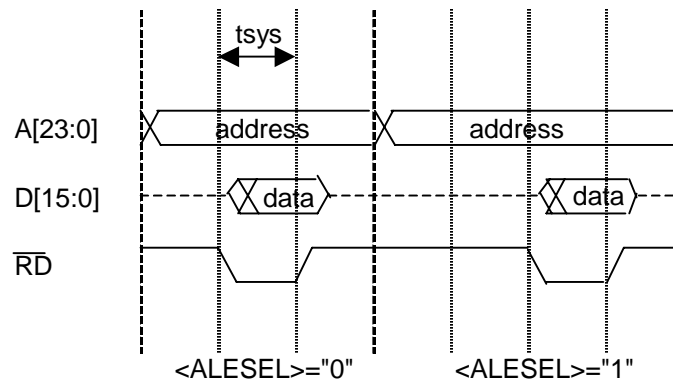 tsys
A[23:0] address address
D[15:0] data data
RD
<ALESEL>="0" <ALESEL>="1"